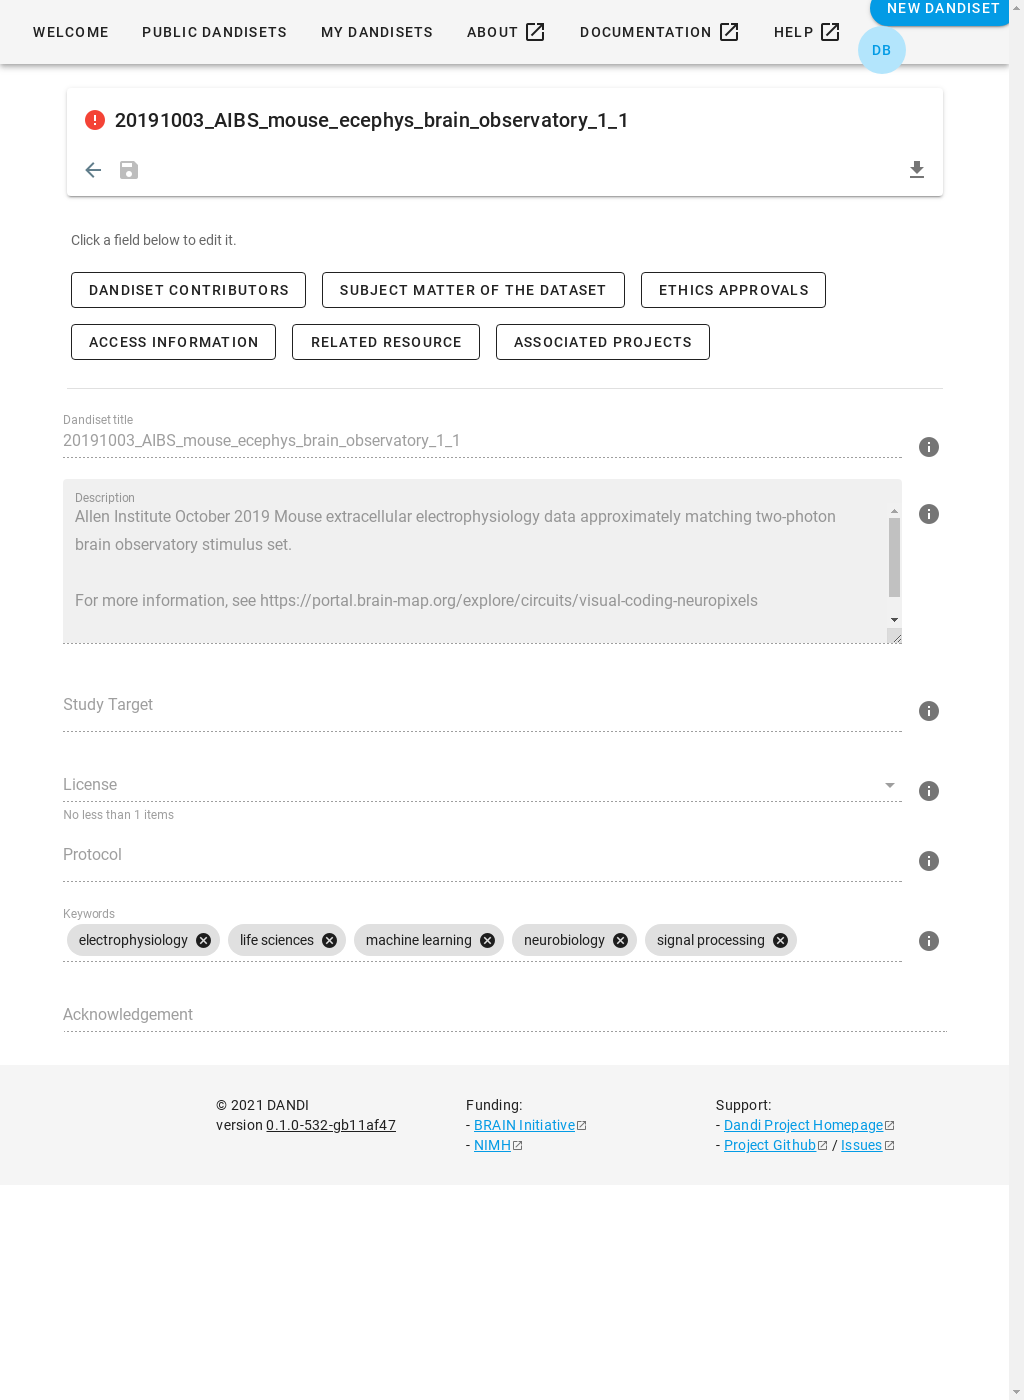 WELCOME PUBLIC DANDISETS MY DANDISETS ABOUT DOCUMENTATION HELP NEW DANDISET
DB
20191003_AIBS_mouse_ecephys_brain_observatory_1_1
Click a field below to edit it.
DANDISET CONTRIBUTORS SUBJECT MATTER OF THE DATASET ETHICS APPROVALS
ACCESS INFORMATION RELATED RESOURCE ASSOCIATED PROJECTS
Dandiset title
20191003_AIBS_mouse_ecephys_brain_observatory_1_1
Description
Allen Institute October 2019 Mouse extracellular electrophysiology data approximately matching two-photon
brain observatory stimulus set.
For more information, see https://portal.brain-map.org/explore/circuits/visual-coding-neuropixels
Study Target
License
No less than 1 items
Protocol
Keywords
electrophysiology life sciences machine learning neurobiology signal processing
Acknowledgement
© 2021 DANDI Funding: Support:
version 0.1.0-532-gb11af47 - BRAIN Initiative - Dandi Project Homepage
- NIMH - Project Github / Issues